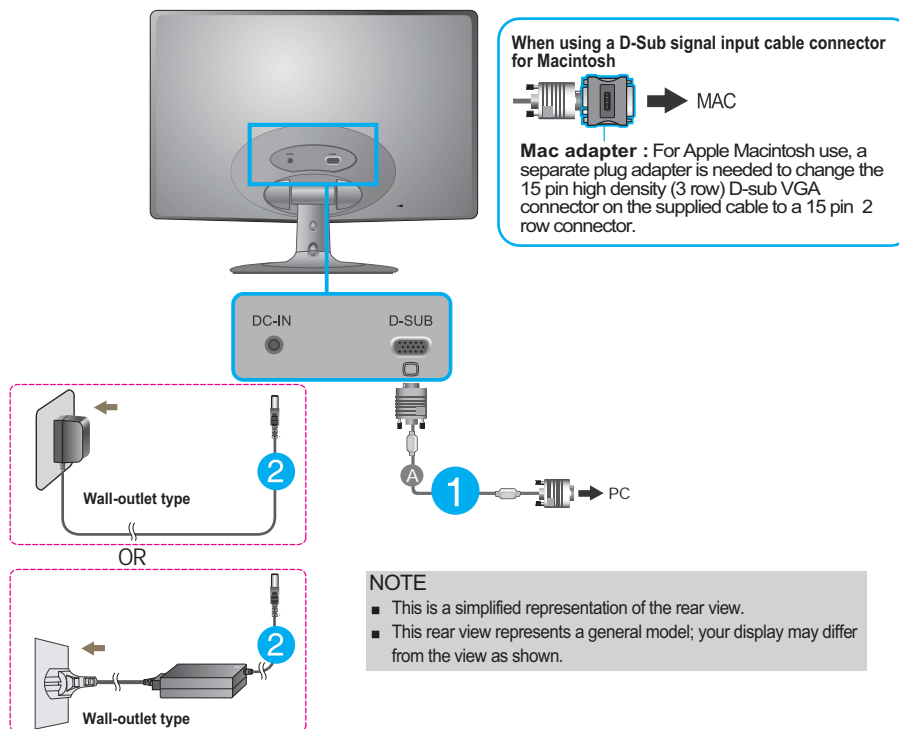 When using a D-Sub signal input cable connector
for Macintosh
MAC
Mac adapter : For Apple Macintosh use, a
separate plug adapter is needed to change the
15 pin high density (3 row) D-sub VGA
connector on the supplied cable to a 15 pin 2
row connector.
DC-IN
D-SUB
2
Wall-outlet type
A
1
PC
OR
2
Wall-outlet type
NOTE
■ This is a simplified representation of the rear view.
■ This rear view represents a general model; your display may differ
from the view as shown.